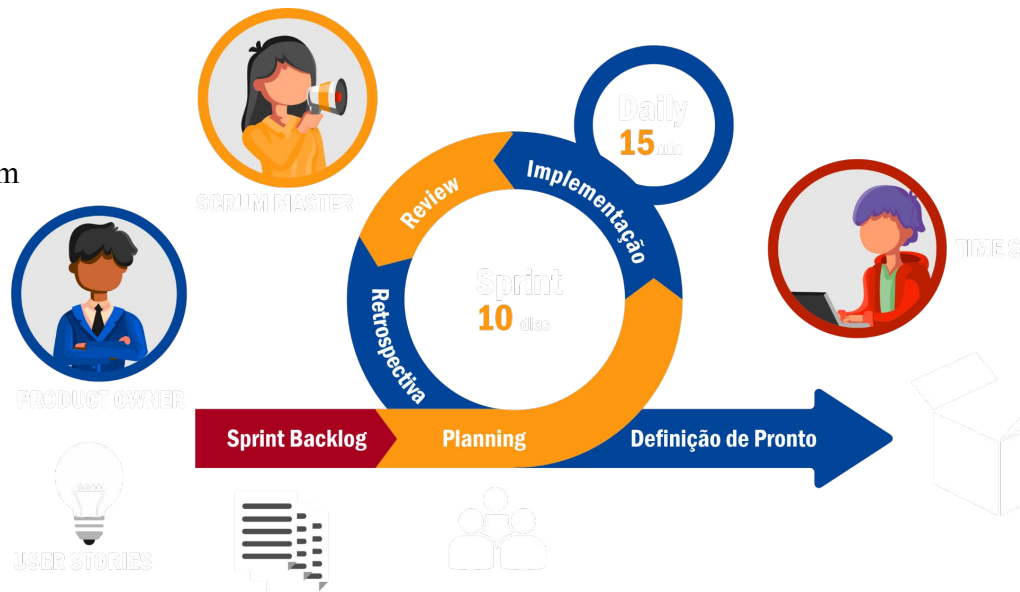 m
SCRUM MASTER
PRODUCT OWNER
USER STORIES
Daily
15 min
Review
Implementação
Retrospectiva
Sprint
10 dias
TIME S
Sprint Backlog
Planning
Definição de Pronto